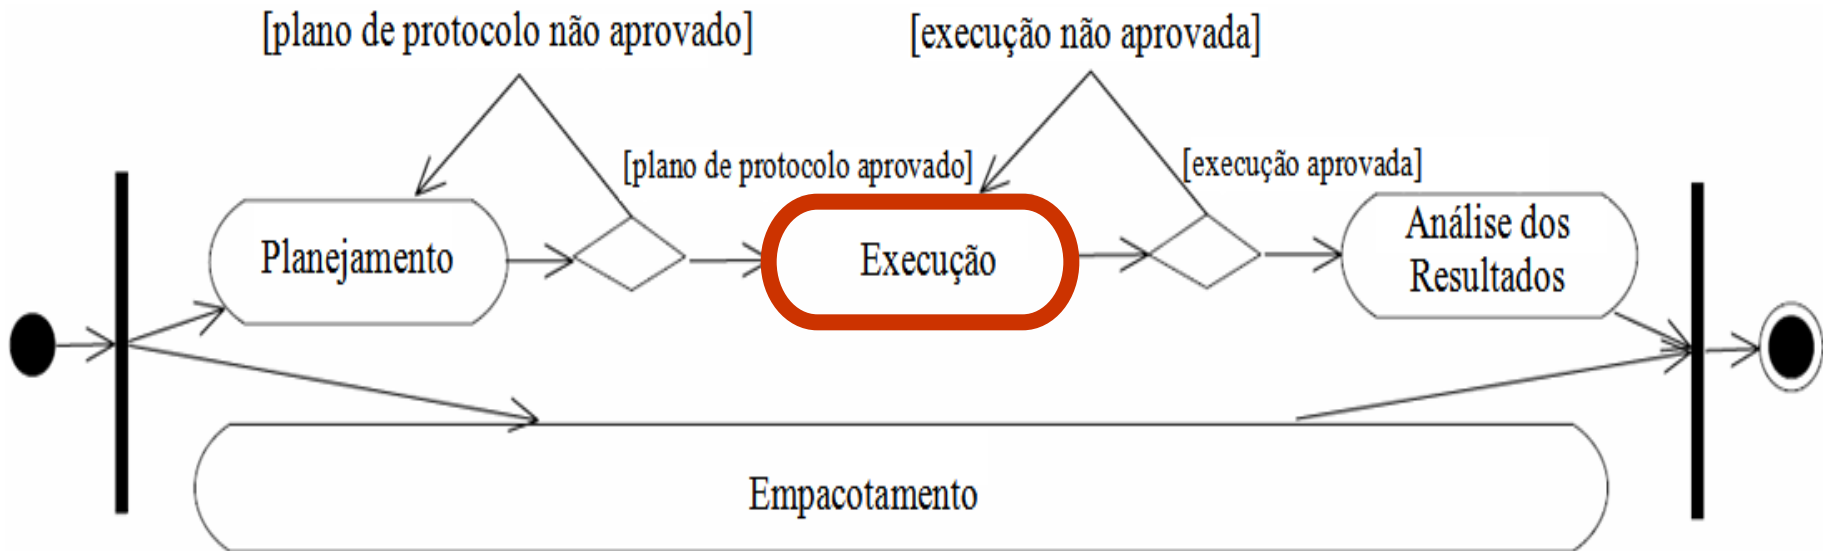 [plano de protocolo não aprovado]
[execução não aprovada]
[plano de protocolo aprovado]
[execução aprovada]
Planejamento
Execução
Análise dos
Resultados
Empacotamento